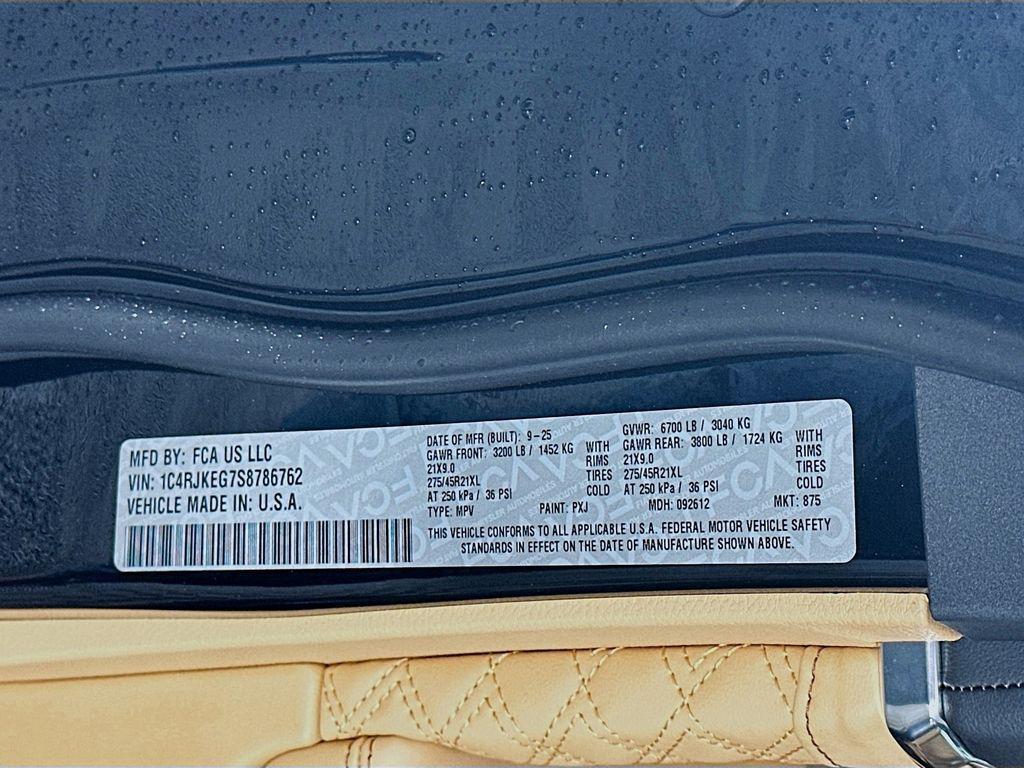 MFD BY: FCA US LLC
VIN: 1C4RJKEG7S8786762
VEHICLE MADE IN: U.S.A.
DATE OF MFR (BUILT): 9-25
GAWR FRONT: 3200 LB / 1452 KG WITH
21X9.0 RIMS
275/45R21XL TIRES
AT 250 kPa / 36 PSI COLD
GVWR: 6700 LB / 3040 KG
GAWR REAR: 3800 LB / 1724 KG WITH
21X9.0 RIMS
275/45R21XL TIRES
AT 250 kPa / 36 PSI COLD
TYPE: MPV PAINT: PXJ MDH: 092612 MKT: 875
THIS VEHICLE CONFORMS TO ALL APPLICABLE U.S.A. FEDERAL MOTOR VEHICLE SAFETY
STANDARDS IN EFFECT ON THE DATE OF MANUFACTURE SHOWN ABOVE.